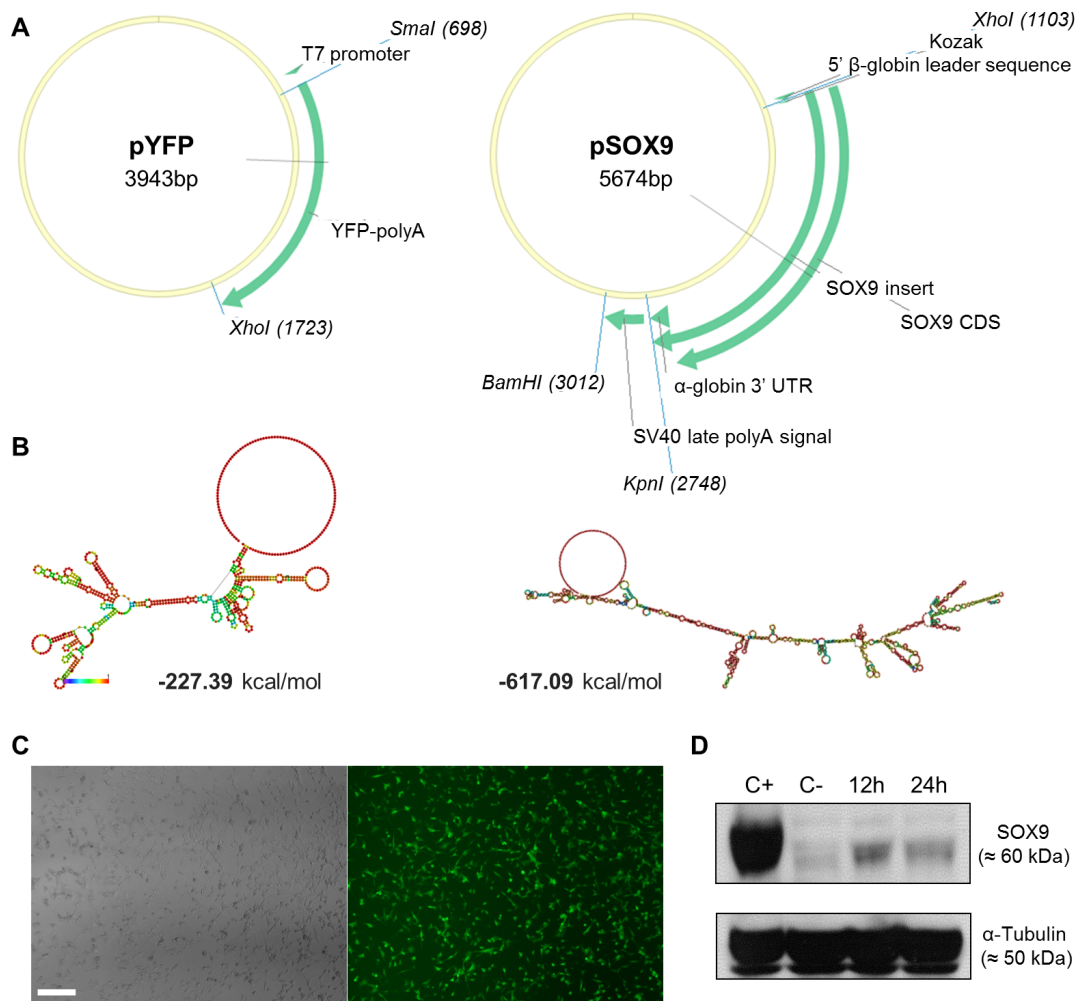 A
SmaI (698)
T7 promoter
pYFP
3943bp
YFP-polyA
XhoI (1723)
XhoI (1103)
Kozak
5' β-globin leader sequence
pSOX9
5674bp
SOX9 insert
SOX9 CDS
BamHI (3012)
α-globin 3' UTR
SV40 late polyA signal
KpnI (2748)
B
-227.39 kcal/mol
-617.09 kcal/mol
C
D
C+ C- 12h 24h
SOX9
(≈ 60 kDa)
α-Tubulin
(≈ 50 kDa)